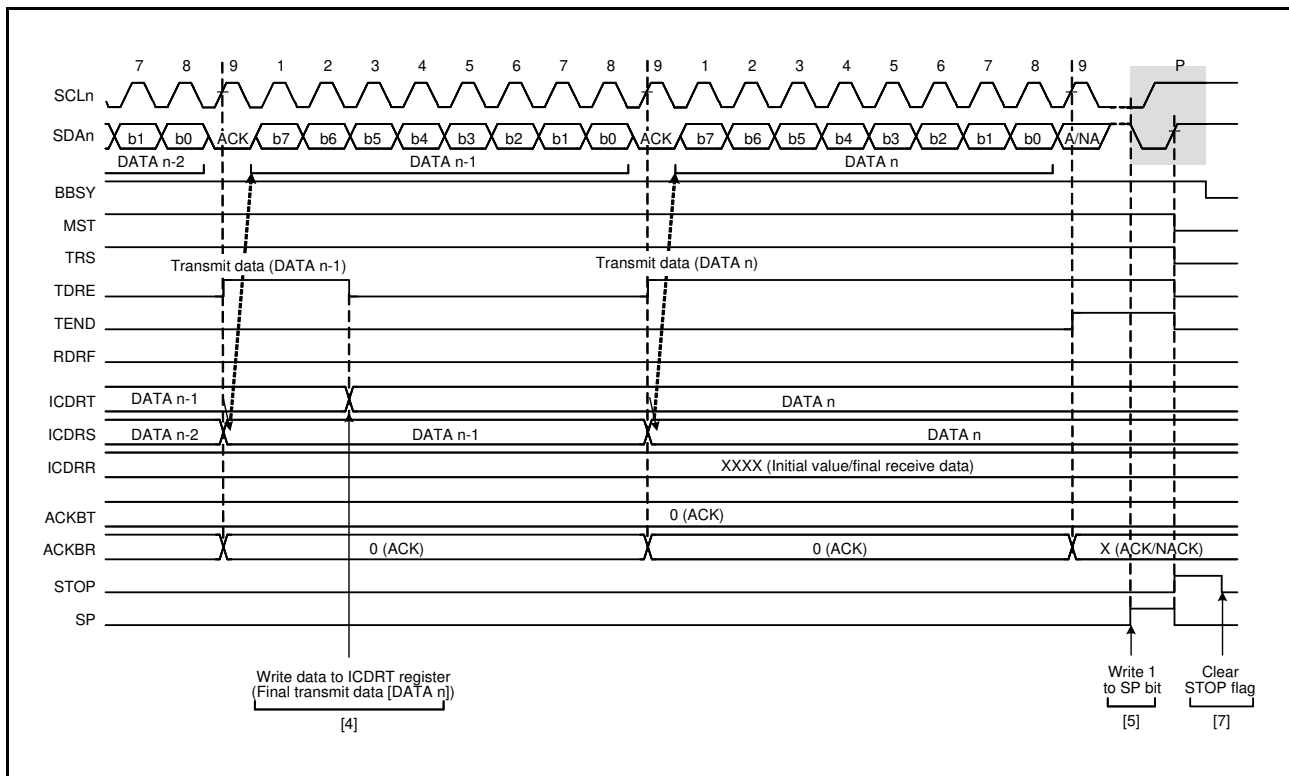 7 8 9 1 2 3 4 5 6 7 8 9 1 2 3 4 5 6 7 8 9 P
SCLn
SDAn b1 b0 ACK b7 b6 b5 b4 b3 b2 b1 b0 ACK b7 b6 b5 b4 b3 b2 b1 b0 A/NA
DATA n-2 DATA n-1 DATA n
BBSY
MST
TRS
Transmit data (DATA n-1) Transmit data (DATA n)
TDRE
TEND
RDRF
ICDRT DATA n-1 DATA n
ICDRS DATA n-2 DATA n-1 DATA n
ICDRR XXXX (Initial value/final receive data)
ACKBT 0 (ACK)
ACKBR 0 (ACK) 0 (ACK) X (ACK/NACK)
STOP
SP
Write data to ICDRT register
(Final transmit data [DATA n])
[4]
Write 1
to SP bit
[5]
Clear
STOP flag
[7]